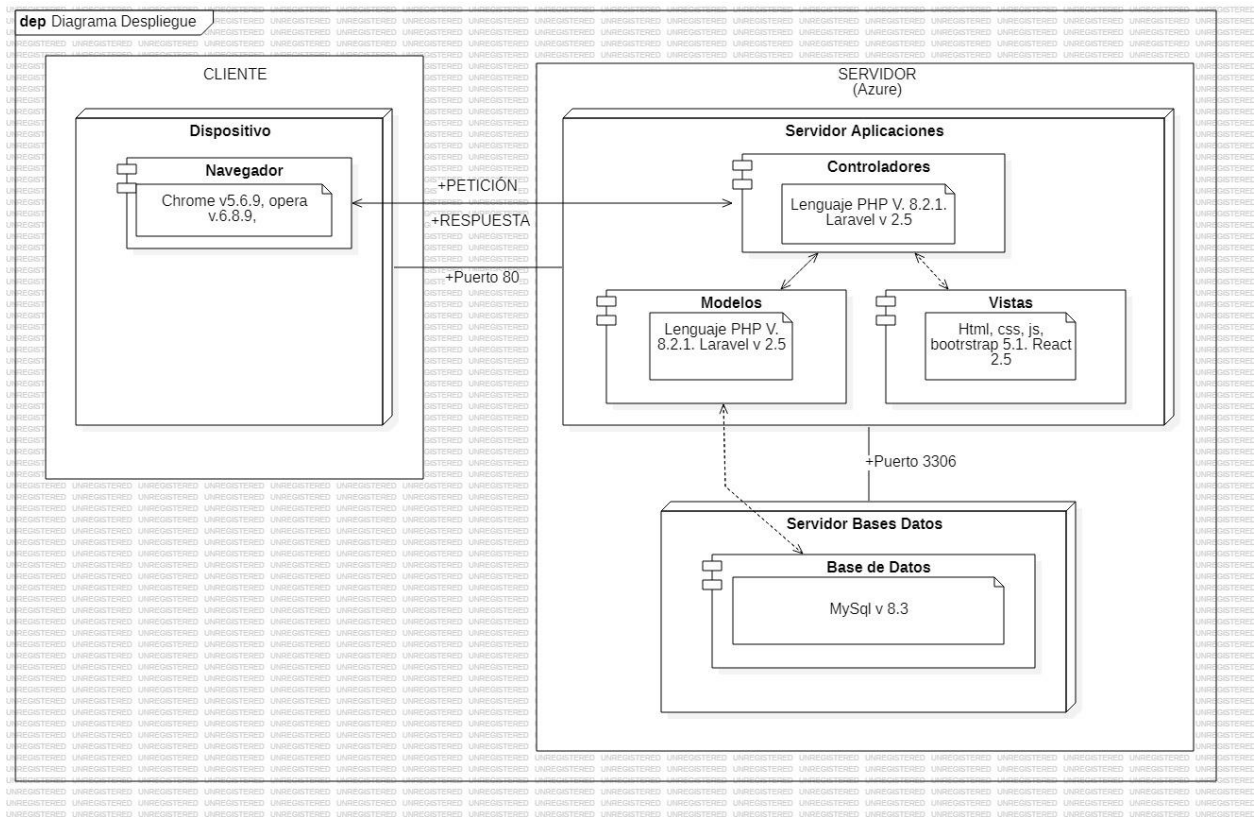 dep Diagrama Despliegue
CLIENTE
Dispositivo
Navegador
Chrome v5.6.9, opera
v.6.8.9,
+PETICIÓN
+RESPUESTA
+Puerto 80
SERVIDOR
(Azure)
Servidor Aplicaciones
Controladores
Lenguaje PHP V. 8.2.1.
Laravel v 2.5
Modelos
Lenguaje PHP V.
8.2.1. Laravel v 2.5
Vistas
Html, css, js,
bootrstrap 5.1. React
2.5
+Puerto 3306
Servidor Bases Datos
Base de Datos
MySql v 8.3
UNREGISTERED